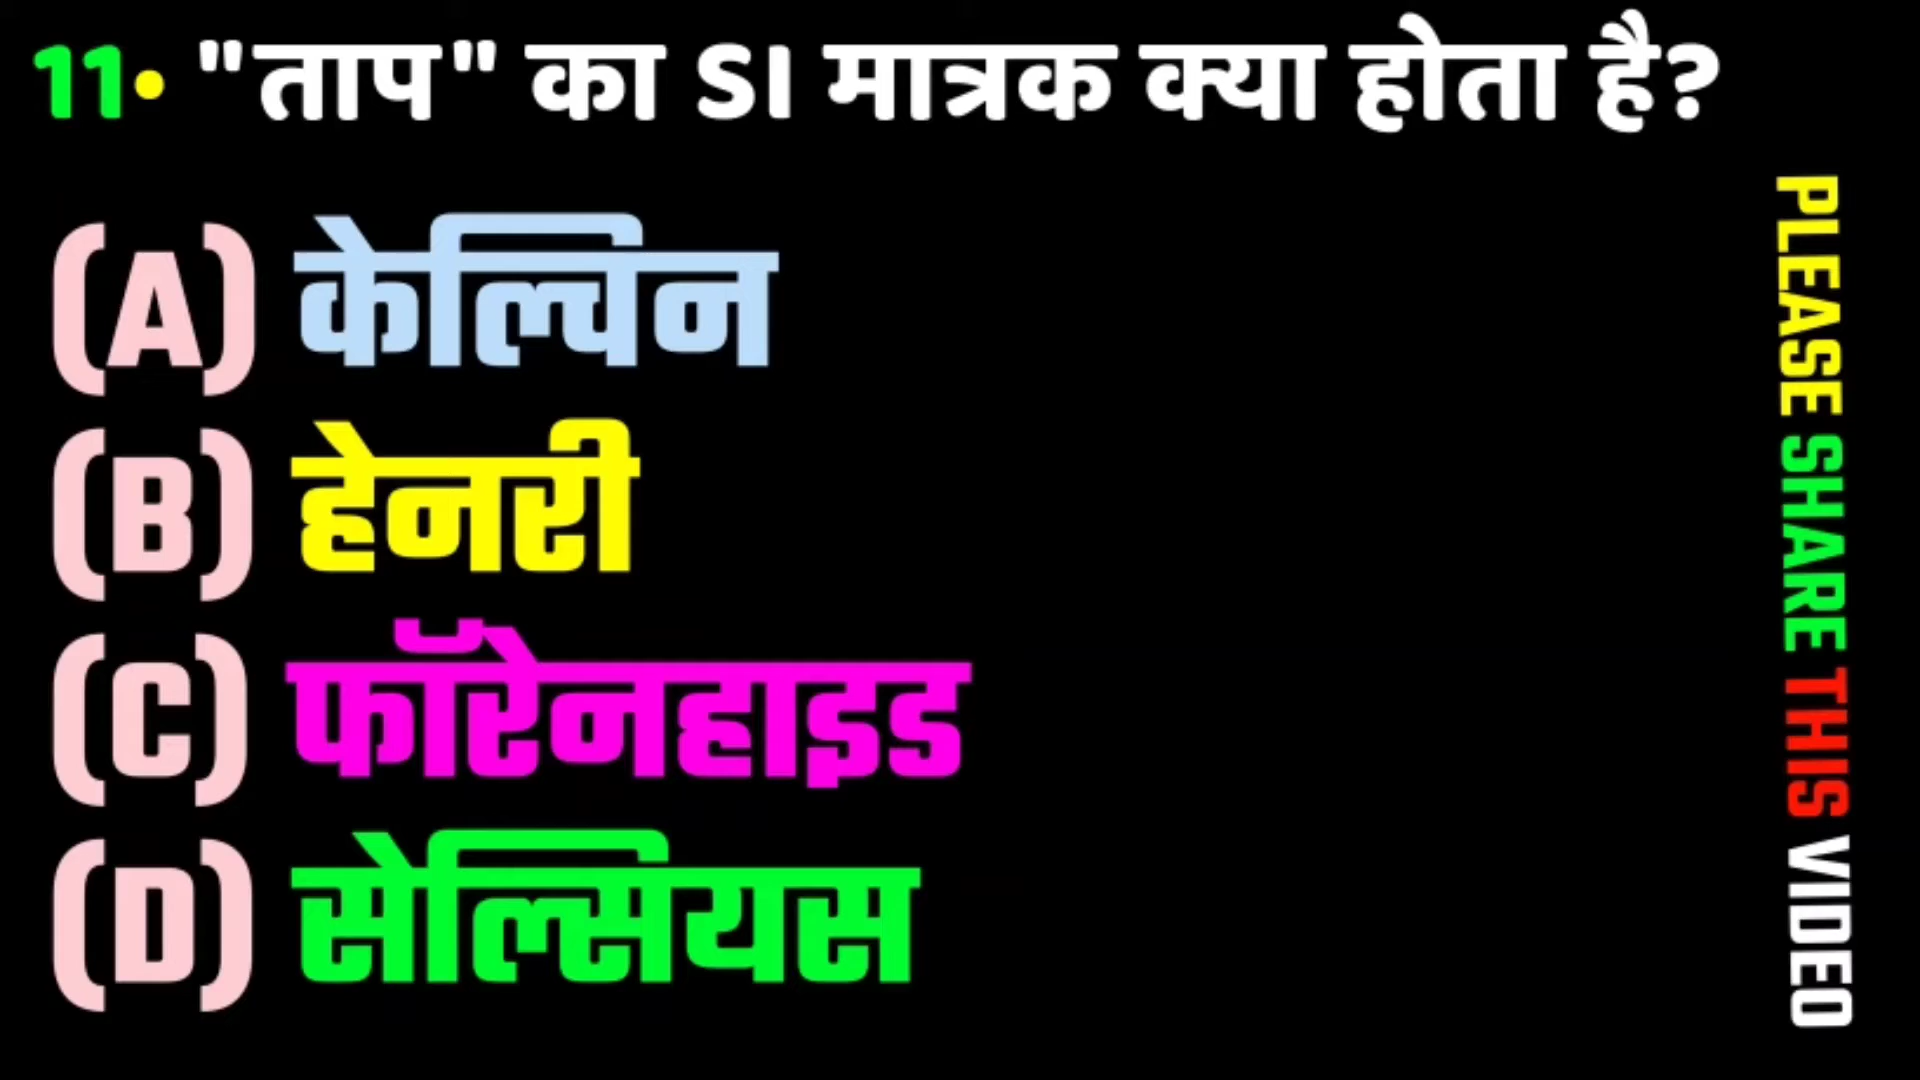 11• "ताप" का SI मात्रक क्या होता है?
(A) केल्विन
(B) हेनरी
(C) फॉरेनहाइड
(D) सेल्सियस
PLEASE SHARE THIS VIDEO